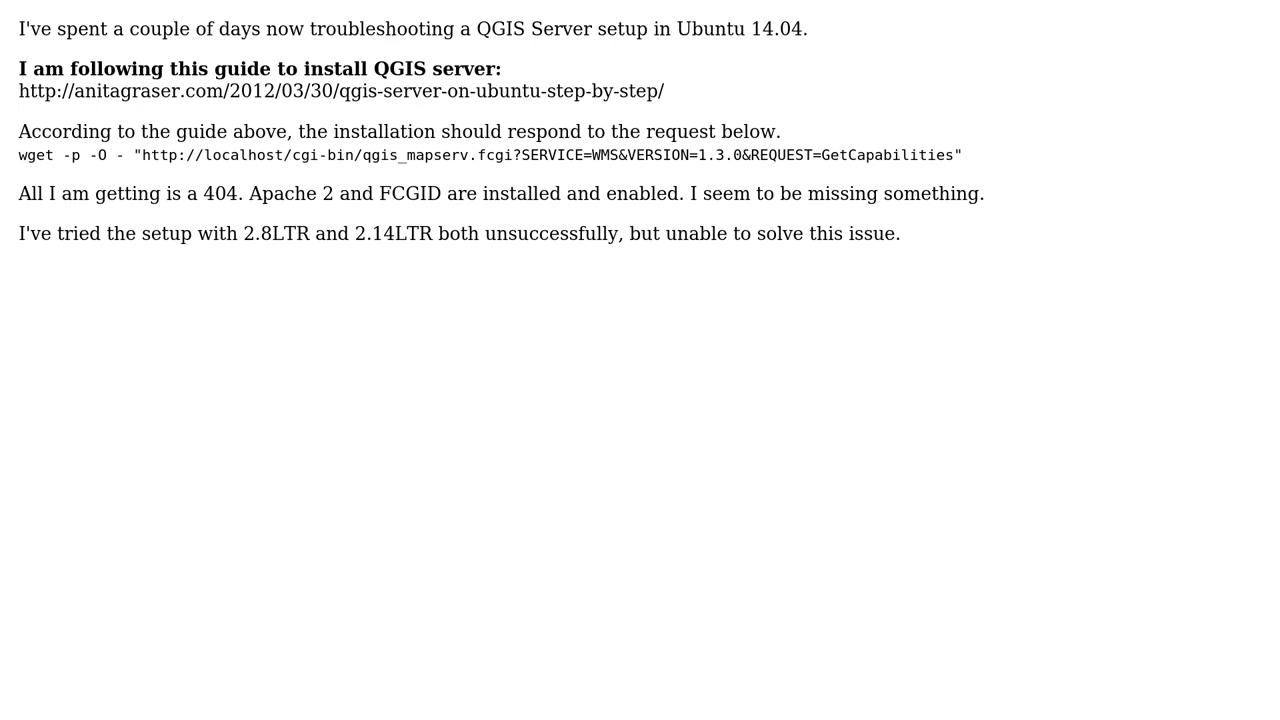 I've spent a couple of days now troubleshooting a QGIS Server setup in Ubuntu 14.04.
I am following this guide to install QGIS server:
http://anitagraser.com/2012/03/30/qgis-server-on-ubuntu-step-by-step/
According to the guide above, the installation should respond to the request below.
wget -p -O - "http://localhost/cgi-bin/qgis_mapserv.fcgi?SERVICE=WMS&VERSION=1.3.0&REQUEST=GetCapabilities"
All I am getting is a 404. Apache 2 and FCGID are installed and enabled. I seem to be missing something.
I've tried the setup with 2.8LTR and 2.14LTR both unsuccessfully, but unable to solve this issue.